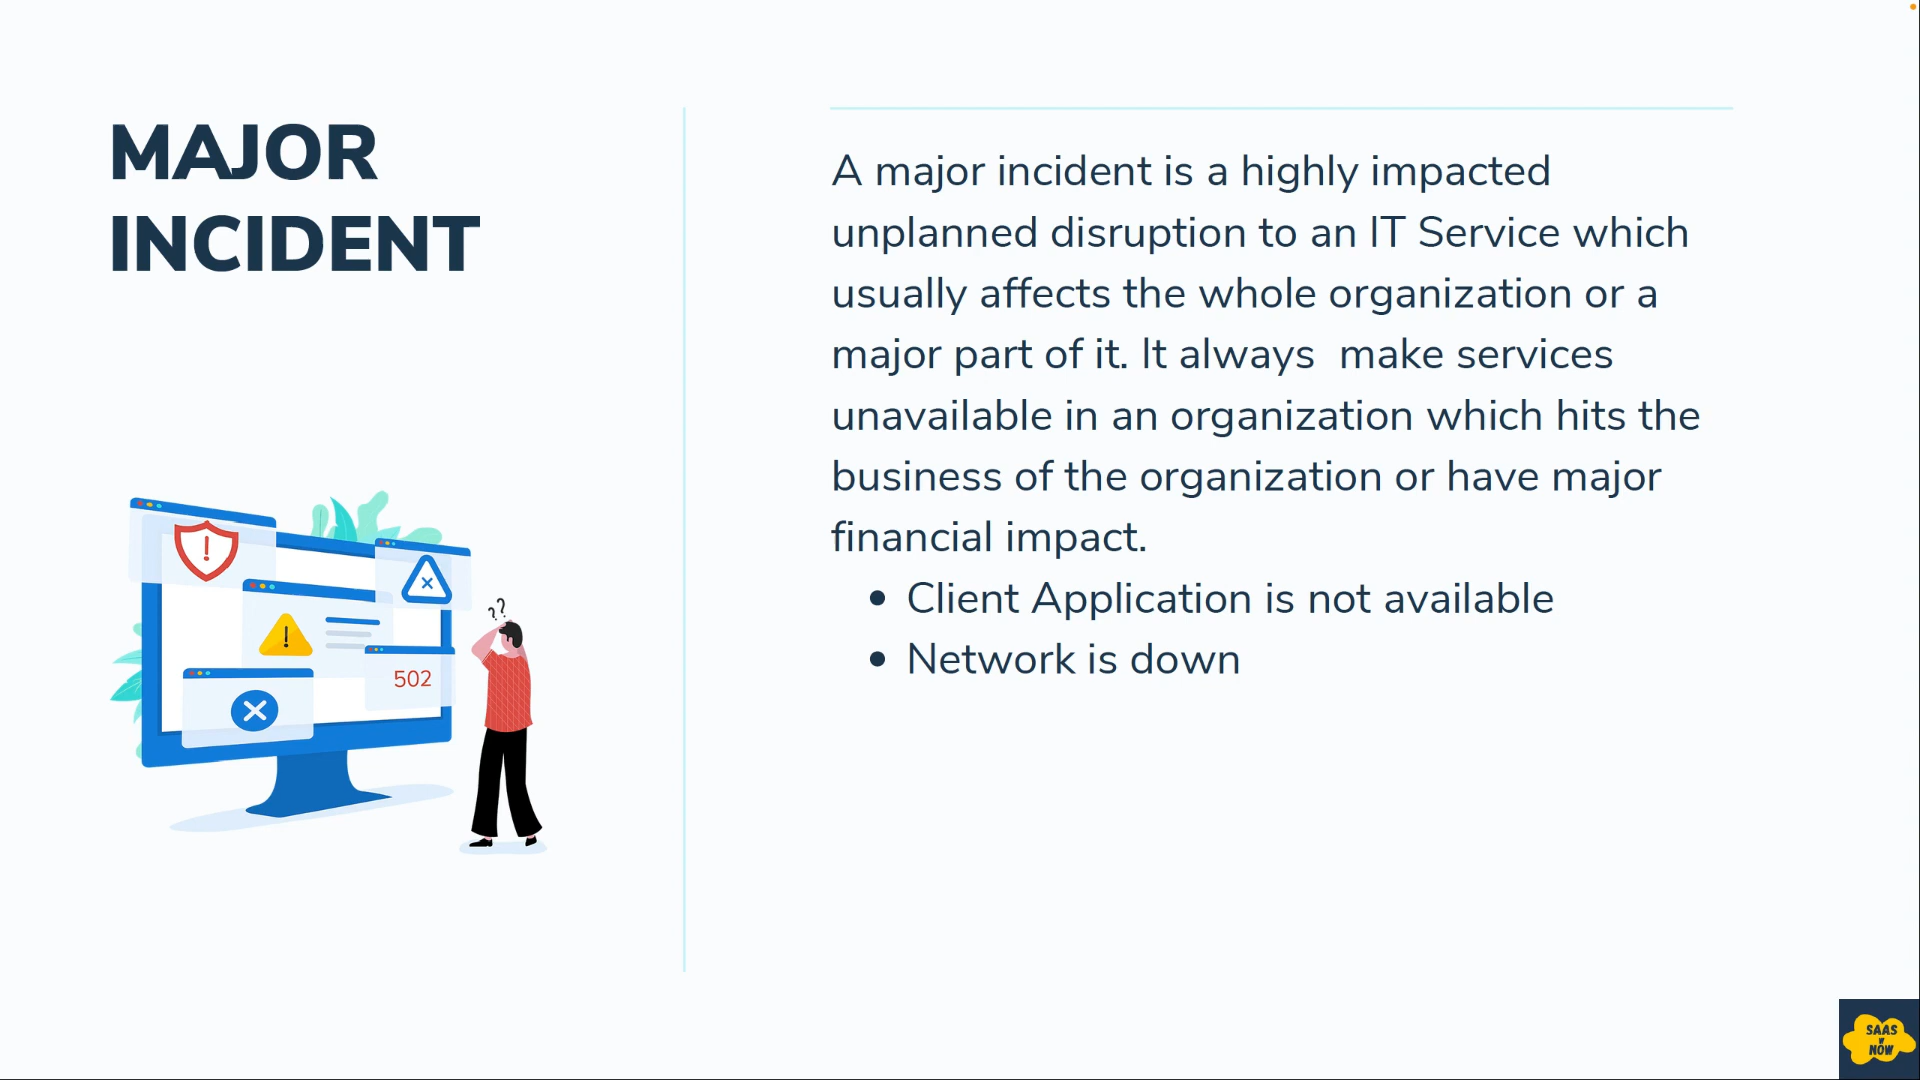 MAJOR
INCIDENT
A major incident is a highly impacted
unplanned disruption to an IT Service which
usually affects the whole organization or a
major part of it. It always  make services
unavailable in an organization which hits the
business of the organization or have major
financial impact.
• Client Application is not available
• Network is down
??
502
SAAS
W
NOW